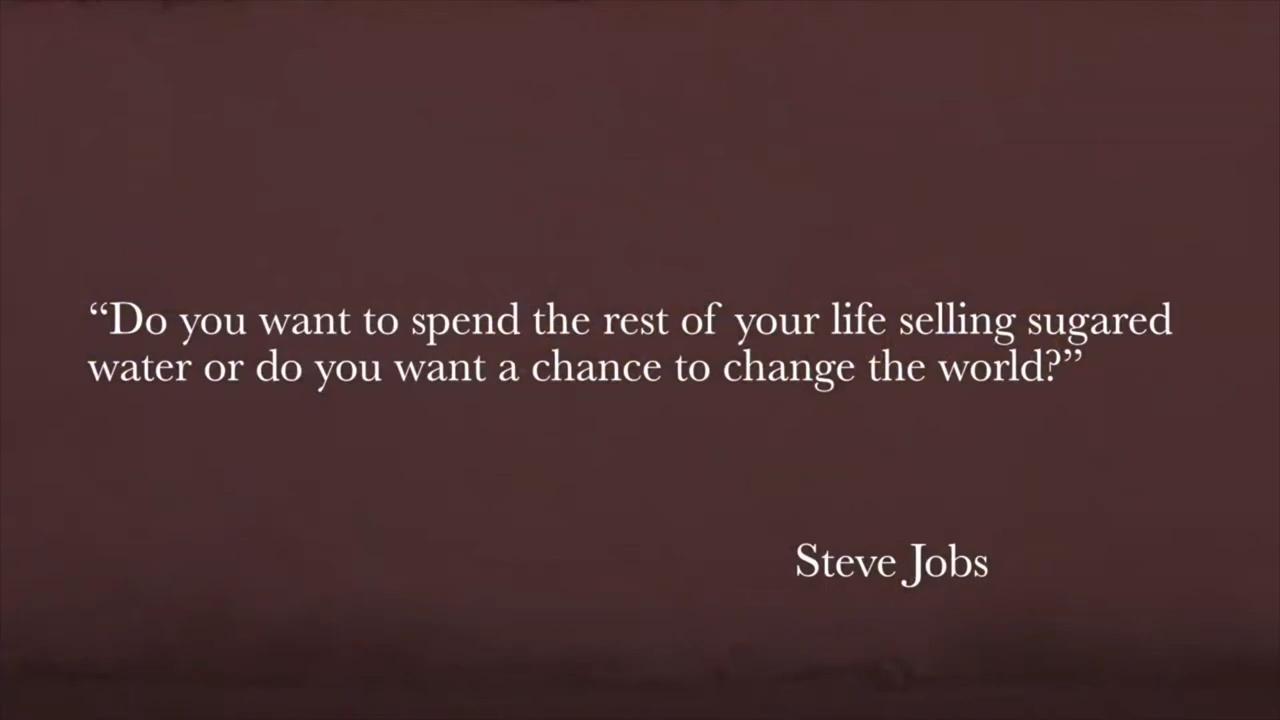 “Do you want to spend the rest of your life selling sugared
water or do you want a chance to change the world?”
Steve Jobs